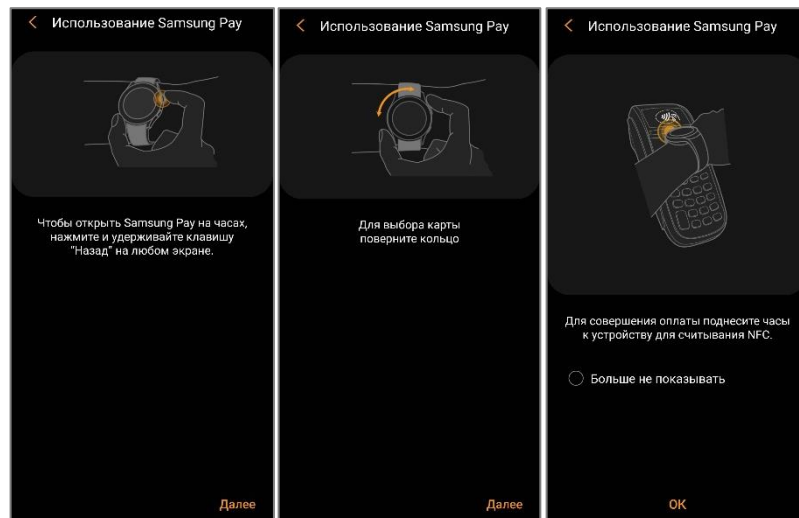 Использование Samsung Pay
Чтобы открыть Samsung Pay на часах,
нажмите и удерживайте клавишу
"Назад" на любом экране.
Далее
Использование Samsung Pay
Для выбора карты
поверните кольцо
Далее
Использование Samsung Pay
Для совершения оплаты поднесите часы
к устройству для считывания NFC.
Больше не показывать
ОК